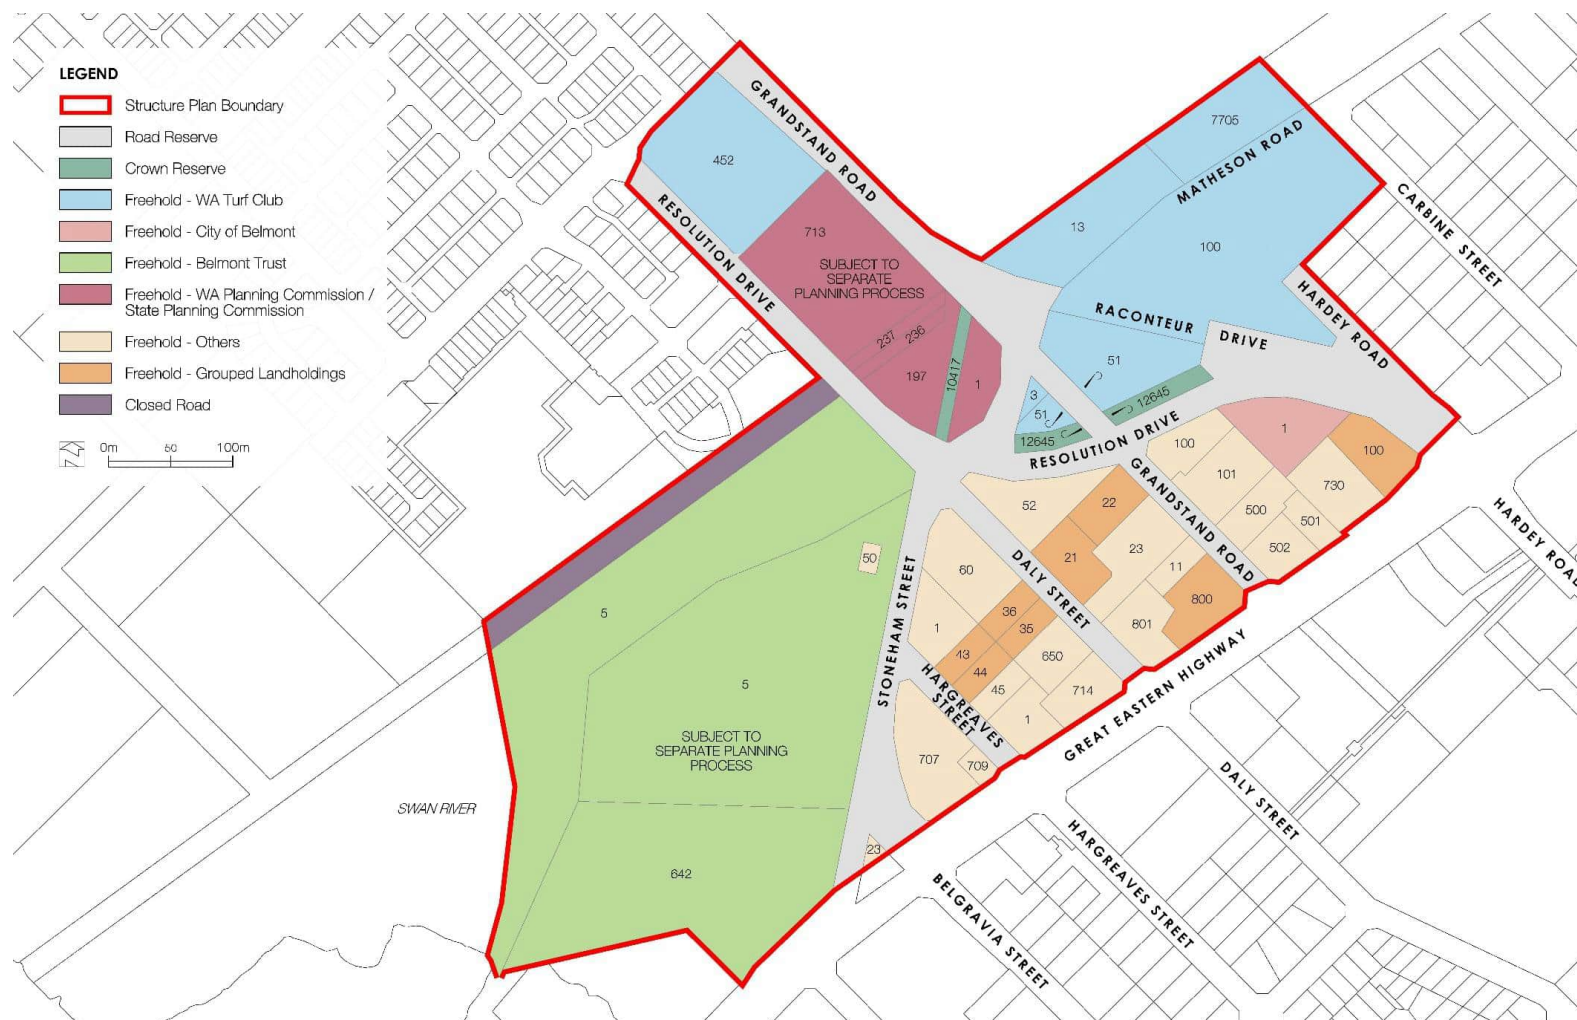 LEGEND
Structure Plan Boundary
Road Reserve
Crown Reserve
Freehold - WA Turf Club
Freehold - City of Belmont
Freehold - Belmont Trust
Freehold - WA Planning Commission /
State Planning Commission
Freehold - Others
Freehold - Grouped Landholdings
Closed Road
0m 50 100m
GRANDSTAND ROAD
452
RESOLUTION DRIVE
713
SUBJECT TO
SEPARATE
PLANNING PROCESS
237
236
197
10417
1
7705
MATHESON ROAD
13
100
CARBINE STREET
HARDEY ROAD
RACONTEUR
DRIVE
51
3
51
12645
12645
RESOLUTION DRIVE
100
1
100
101
730
500
501
502
GRANDSTAND ROAD
HARDEY ROAD
52
22
21
23
11
800
801
50
60
DALY STREET
36
35
1
43
44
45
650
714
1
STONEHAM STREET
HARGREAVES
STREET
707
709
GREAT EASTERN HIGHWAY
5
5
SUBJECT TO
SEPARATE PLANNING
PROCESS
SWAN RIVER
642
23
DALY STREET
HARGREAVES STREET
BELGRAVIA STREET